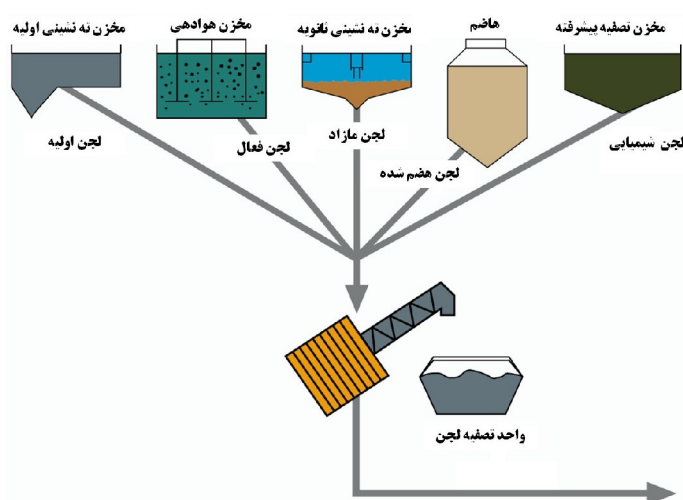 مخزن ته نشینی اولیه
مخزن هوادهی
مخزن ته نشینی ثانویه
هاضم
مخزن تصفیه پیشرفته
لجن اولیه
لجن فعال
لجن مازاد
لجن هضم شده
لجن شیمیایی
واحد تصفیه لجن